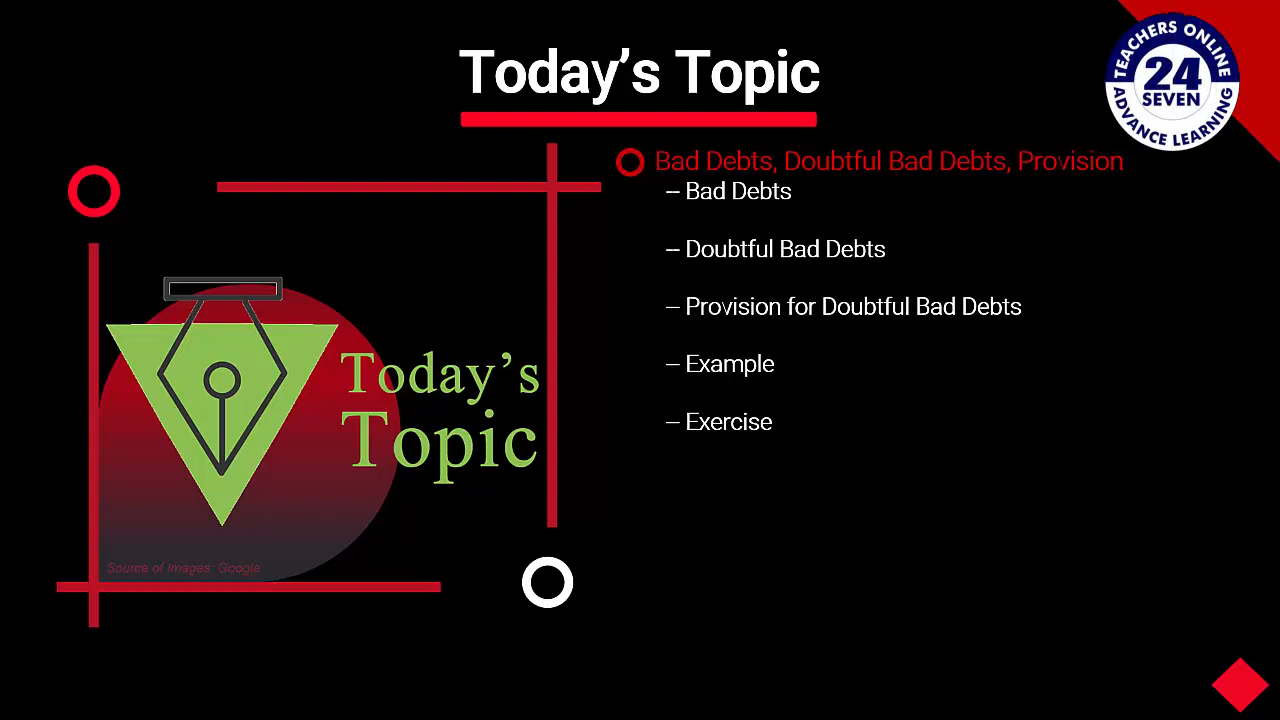 Today’s Topic
TEACHERS ONLINE
24
SEVEN
ADVANCE LEARNING
Bad Debts, Doubtful Bad Debts, Provision
– Bad Debts
– Doubtful Bad Debts
– Provision for Doubtful Bad Debts
– Example
– Exercise
Today’s
Topic
Source of Images: Google